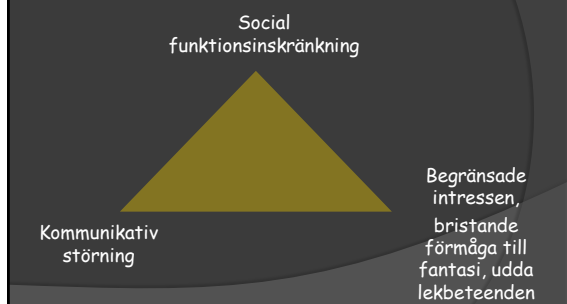 Social
funktionsinskränkning
Begränsade
intressen,
bristande
förmåga till
fantasi, udda
lekbeteenden
Kommunikativ
störning